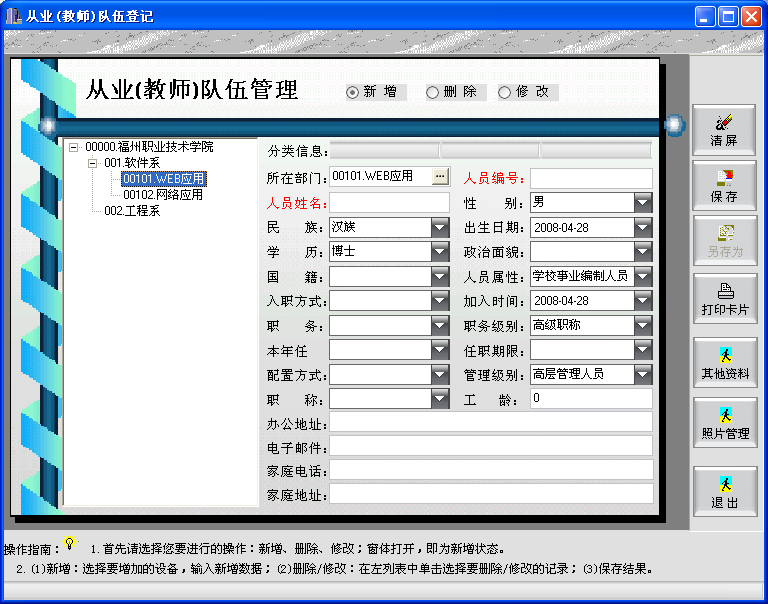 从业(教师)队伍登记
从业(教师)队伍管理
新 增
删 除
修 改
00000.福州职业技术学院
001.软件系
00101.WEB应用
00102.网络应用
002.工程系
分类信息:
所在部门: 00101.WEB应用 ...
人员编号:
人员姓名:
性 别: 男
民 族: 汉族
出生日期: 2008-04-28
学 历: 博士
政治面貌:
国 籍:
人员属性: 学校事业编制人员
入职方式:
加入时间: 2008-04-28
职 务:
职务级别: 高级职称
本年任
任职期限:
配置方式:
管理级别: 高层管理人员
职 称:
工 龄: 0
办公地址:
电子邮件:
家庭电话:
家庭地址:
清 屏
保 存
另存为
打印卡片
其他资料
照片管理
退 出
操作指南: 1.首先请选择您要进行的操作:新增、删除、修改;窗体打开,即为新增状态。
2.(1)新增:选择要增加的设备,输入新增数据;(2)删除/修改:在左列表中单击选择要删除/修改的记录;(3)保存结果。